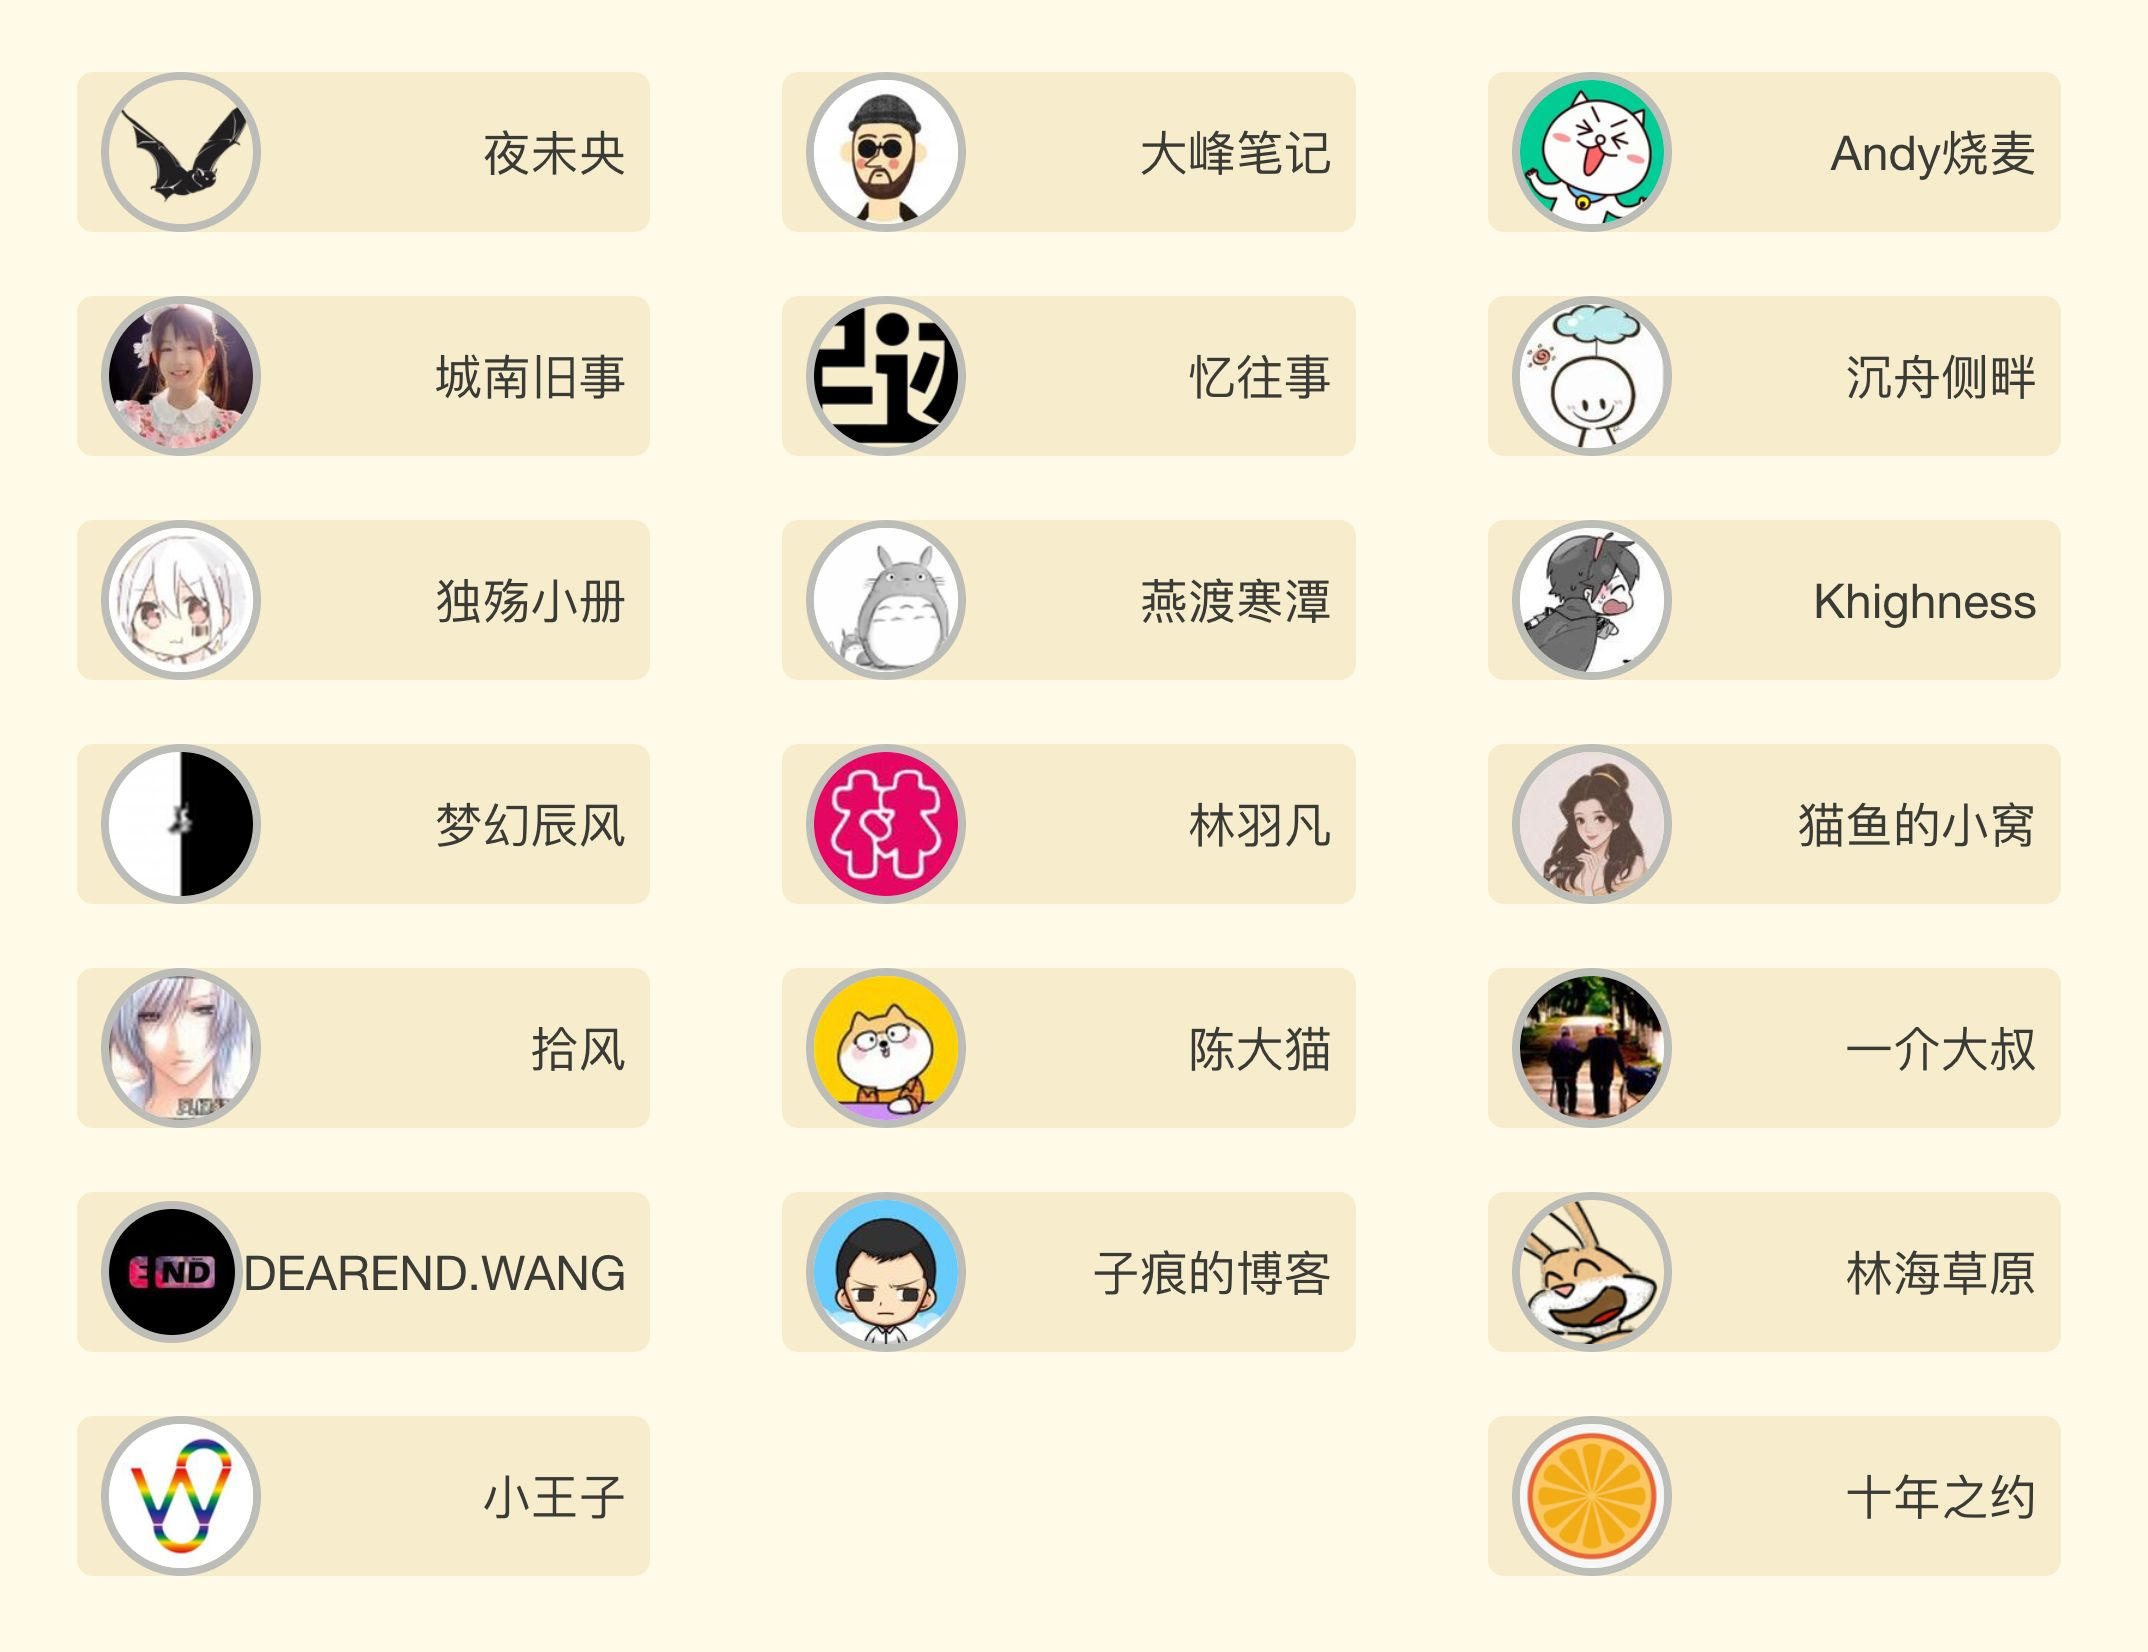 夜未央
大峰笔记
Andy烧麦
城南旧事
忆往事
沉舟侧畔
独殇小册
燕渡寒潭
Khighness
梦幻辰风
林
林羽凡
猫鱼的小窝
拾风
陈大猫
一介大叔
END
DEAREND.WANG
子痕的博客
林海草原
小王子
十年之约